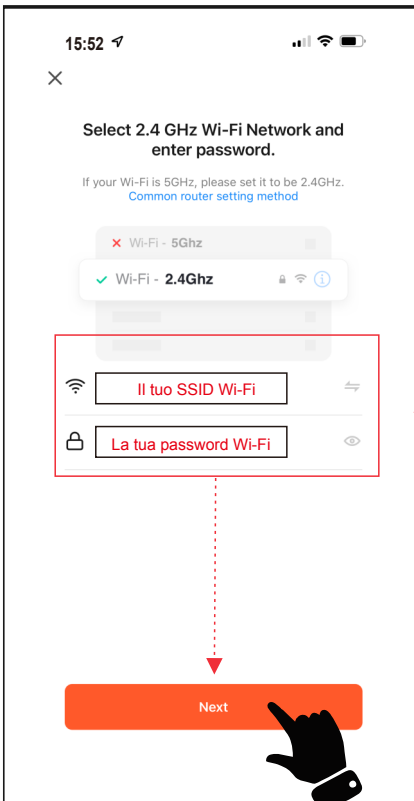 15:52
Select 2.4 GHz Wi-Fi Network and
enter password.
If your Wi-Fi is 5GHz, please set it to be 2.4GHz.
Common router setting method
Wi-Fi - 5Ghz
Wi-Fi - 2.4Ghz
Il tuo SSID Wi-Fi
La tua password Wi-Fi
Next